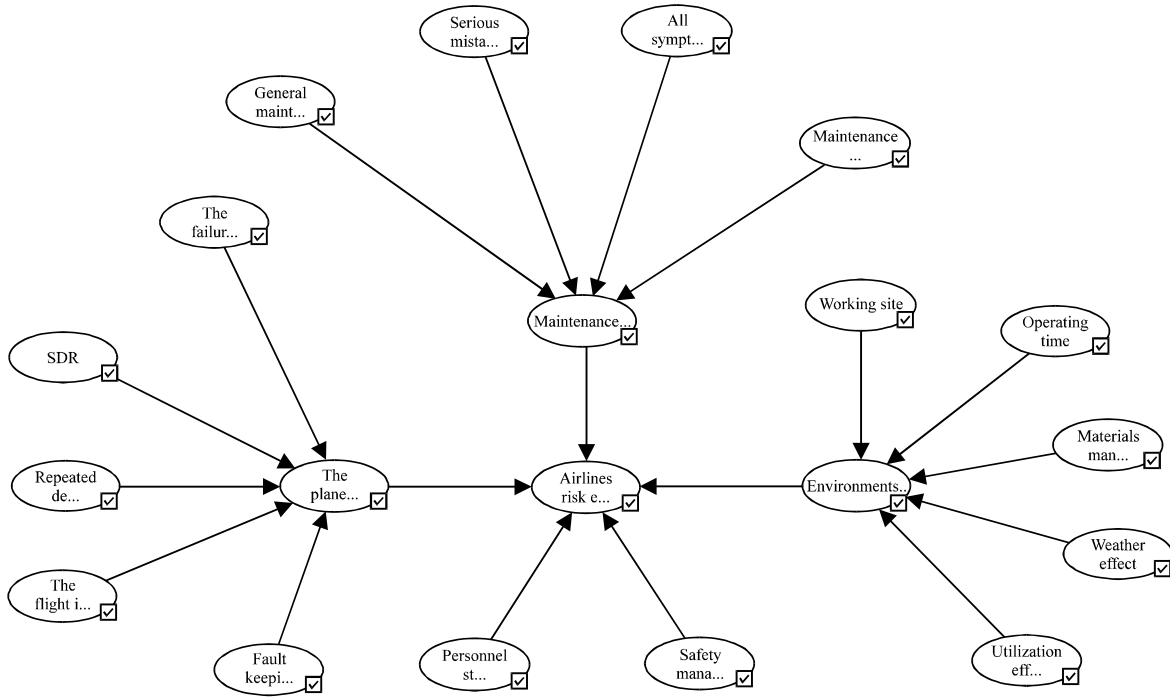 Serious
mista...
All
sympt...
General
maint...
Maintenance
...
The
failur...
Maintenance...
Working site
Operating
time
SDR
Materials
man...
Repeated
de...
The
plane...
Airlines
risk e...
Environments...
Weather
effect
The
flight i...
Fault
keepi...
Personnel
st...
Safety
mana...
Utilization
eff...